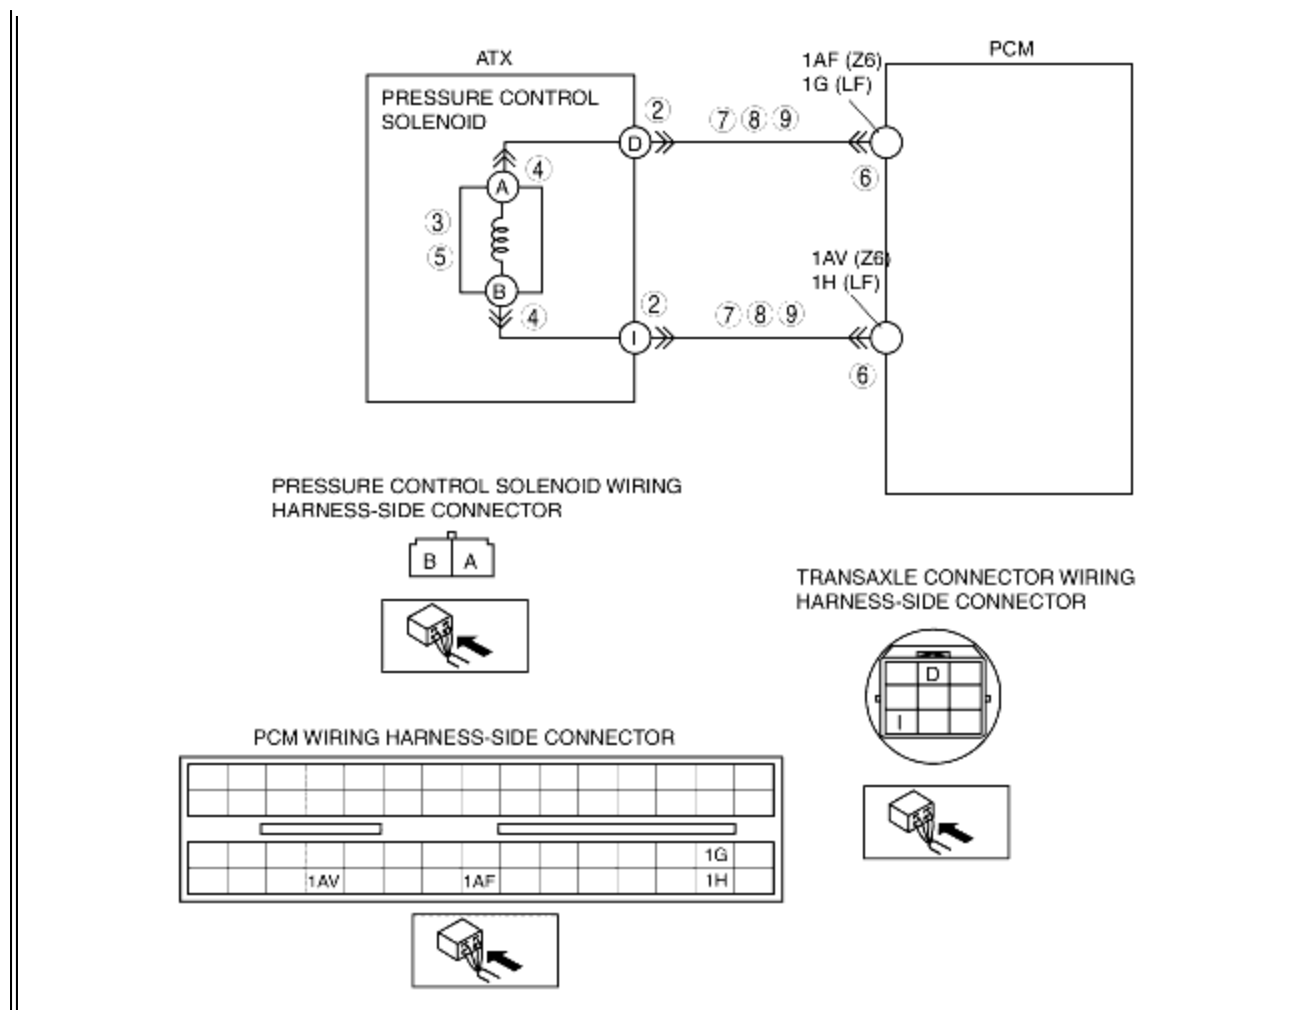 ATX
PRESSURE CONTROL
SOLENOID
PCM
1AF (Z6)
1G (LF)
2
7 8 9
D
4
A
6
3
5
1AV (Z6)
1H (LF)
B
4
2
7 8 9
I
6
PRESSURE CONTROL SOLENOID WIRING
HARNESS-SIDE CONNECTOR
B A
TRANSAXLE CONNECTOR WIRING
HARNESS-SIDE CONNECTOR
D
I
PCM WIRING HARNESS-SIDE CONNECTOR
1G
1AV 1AF 1H